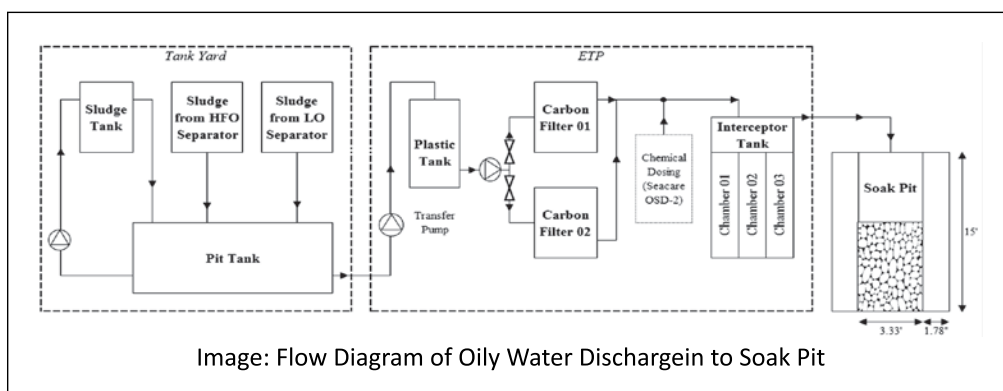 Tank Yard
Sludge
Tank
Sludge
from HFO
Separator
Sludge
from LO
Separator
Pit Tank
Transfer
Pump
ETP
Plastic
Tank
Carbon
Filter 01
Carbon
Filter 02
Chemical
Dosing
(Seacare
OSD-2)
Interceptor
Tank
Chamber 01
Chamber 02
Chamber 03
Soak Pit
15'
3.33'
1.78"
Image: Flow Diagram of Oily Water Dischargein to Soak Pit